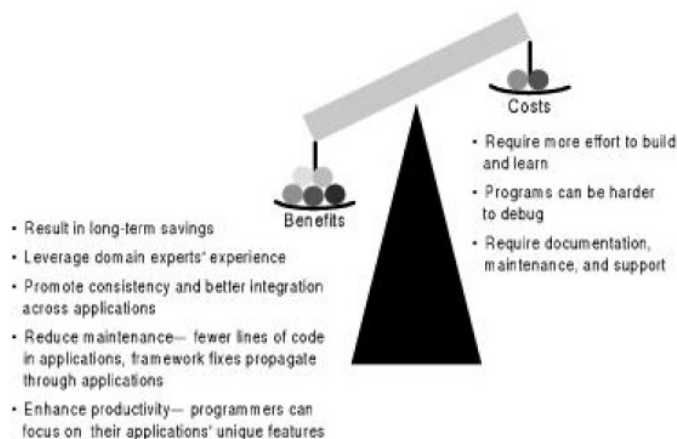 Costs
• Require more effort to build
and learn
• Programs can be harder
to debug
• Require documentation,
maintenance, and support
Benefits
• Result in long-term savings
• Leverage domain experts' experience
• Promote consistency and better integration
across applications
• Reduce maintenance— fewer lines of code
in applications, framework fixes propagate
through applications
• Enhance productivity— programmers can
focus on their applications' unique features